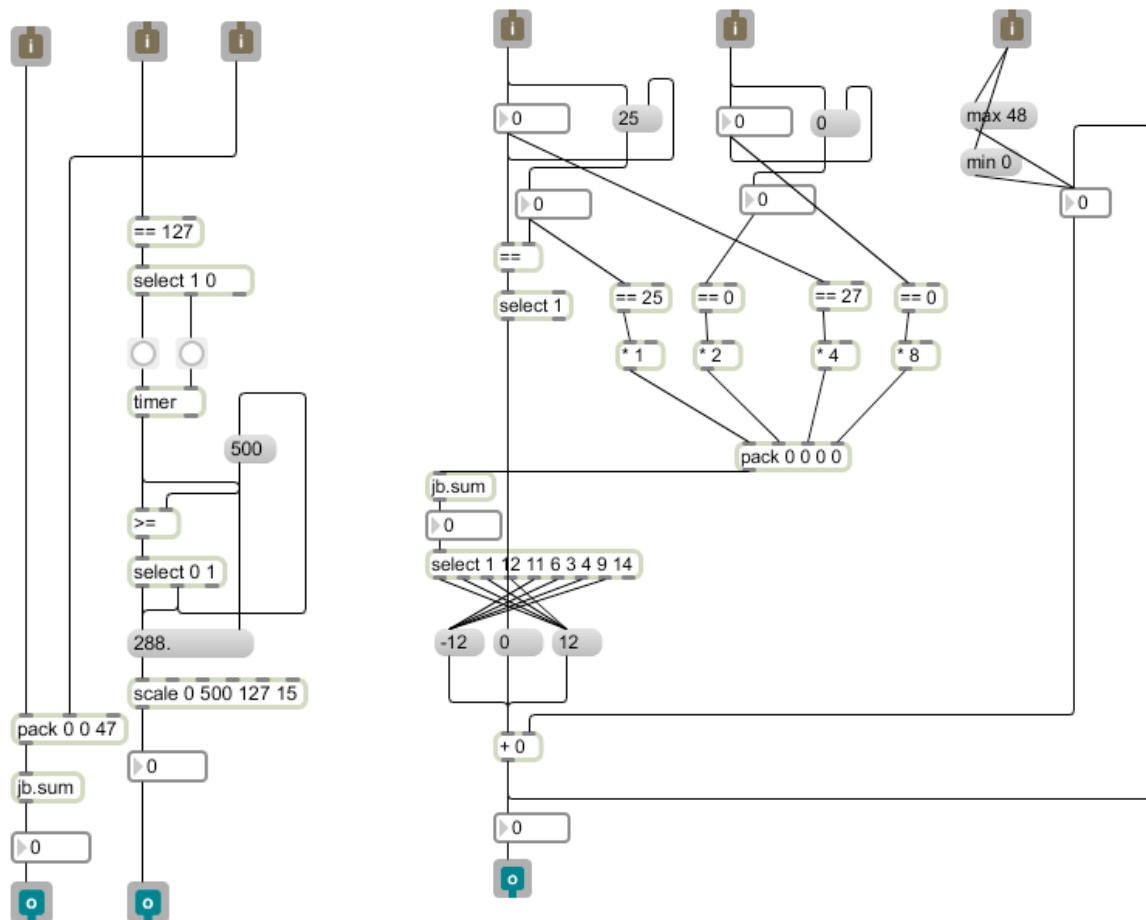 i
i
i
== 127
select 1 0
timer
500
>=
select 0 1
288.
scale 0 500 127 15
pack 0 0 47
0
jb.sum
0
o
o
i
i
i
0
25
0
0
max 48
min 0
0
0
0
==
select 1
== 25
== 0
== 27
== 0
* 1
* 2
* 4
* 8
pack 0 0 0 0
jb.sum
0
select 1 12 11 6 3 4 9 14
-12
0
12
+ 0
0
o